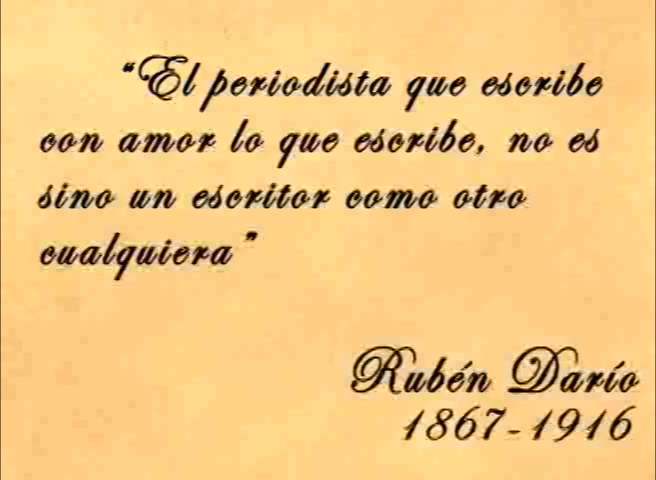 “El periodista que escribe
con amor lo que escribe, no es
sino un escritor como otro
cualquiera”
Rubén Darío
1867-1916